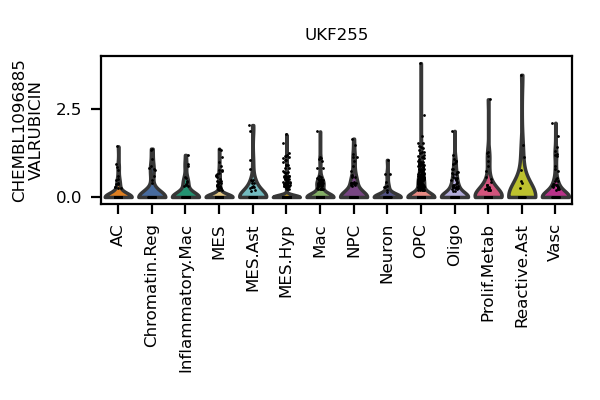 UKF255
CHEMBL1096885
VALRUBICIN
2.5
0.0
AC
Chromatin.Reg
Inflammatory.Mac
MES
MES.Ast
MES.Hyp
Mac
NPC
Neuron
OPC
Oligo
Prolif.Metab
Reactive.Ast
Vasc